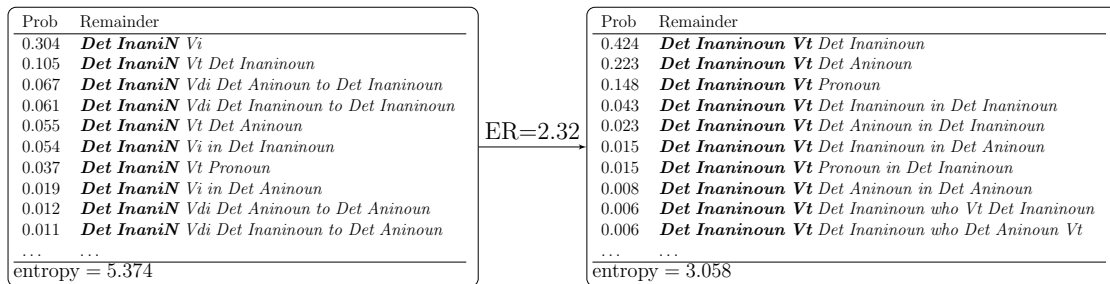 Prob Remainder
0.304 Det InaniN Vi
0.105 Det InaniN Vt Det Inaninoun
0.067 Det InaniN Vdi Det Aninoun to Det Inaninoun
0.061 Det InaniN Vdi Det Inaninoun to Det Inaninoun
0.055 Det InaniN Vt Det Aninoun
0.054 Det InaniN Vi in Det Inaninoun
0.037 Det InaniN Vt Pronoun
0.019 Det InaniN Vi in Det Aninoun
0.012 Det InaniN Vdi Det Aninoun to Det Aninoun
0.011 Det InaniN Vdi Det Inaninoun to Det Aninoun
... ...
entropy = 5.374
ER=2.32
Prob Remainder
0.424 Det Inaninoun Vt Det Inaninoun
0.223 Det Inaninoun Vt Det Aninoun
0.148 Det Inaninoun Vt Pronoun
0.043 Det Inaninoun Vt Det Inaninoun in Det Inaninoun
0.023 Det Inaninoun Vt Det Aninoun in Det Inaninoun
0.015 Det Inaninoun Vt Det Inaninoun in Det Aninoun
0.015 Det Inaninoun Vt Pronoun in Det Inaninoun
0.008 Det Inaninoun Vt Det Aninoun in Det Aninoun
0.006 Det Inaninoun Vt Det Inaninoun who Vt Det Inaninoun
0.006 Det Inaninoun Vt Det Inaninoun who Det Aninoun Vt
... ...
entropy = 3.058